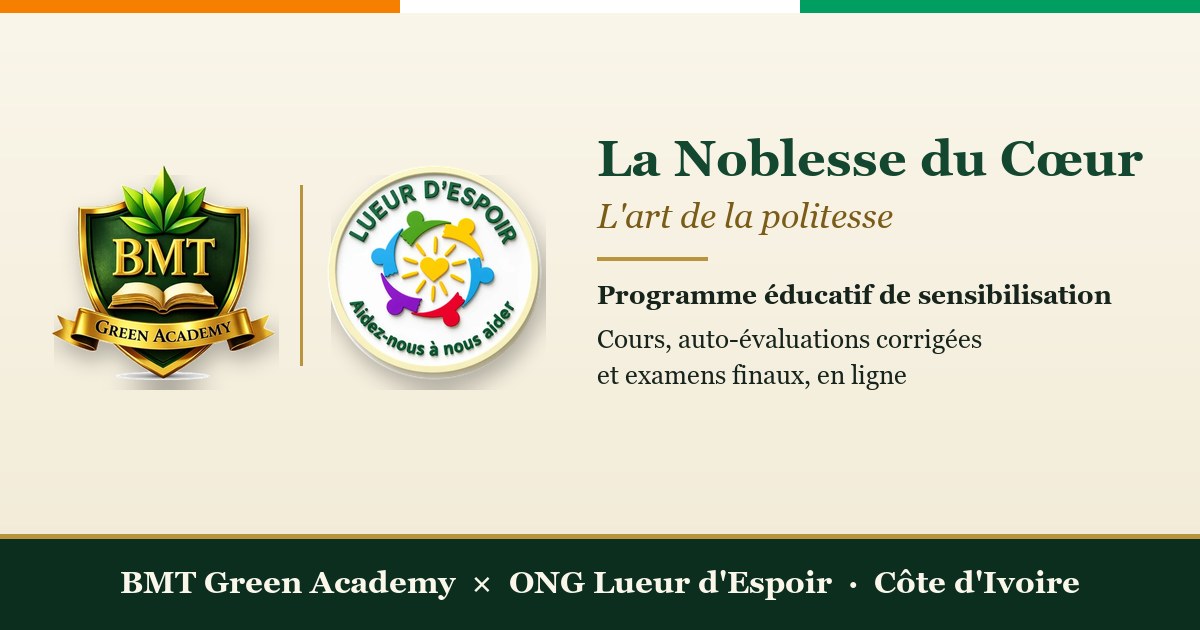 BMT
GREEN ACADEMY
LUEUR D'ESPOIR
Aidez-nous à nous aider
La Noblesse du Cœur
L'art de la politesse
Programme éducatif de sensibilisation
Cours, auto-évaluations corrigées
et examens finaux, en ligne
BMT Green Academy × ONG Lueur d'Espoir · Côte d'Ivoire